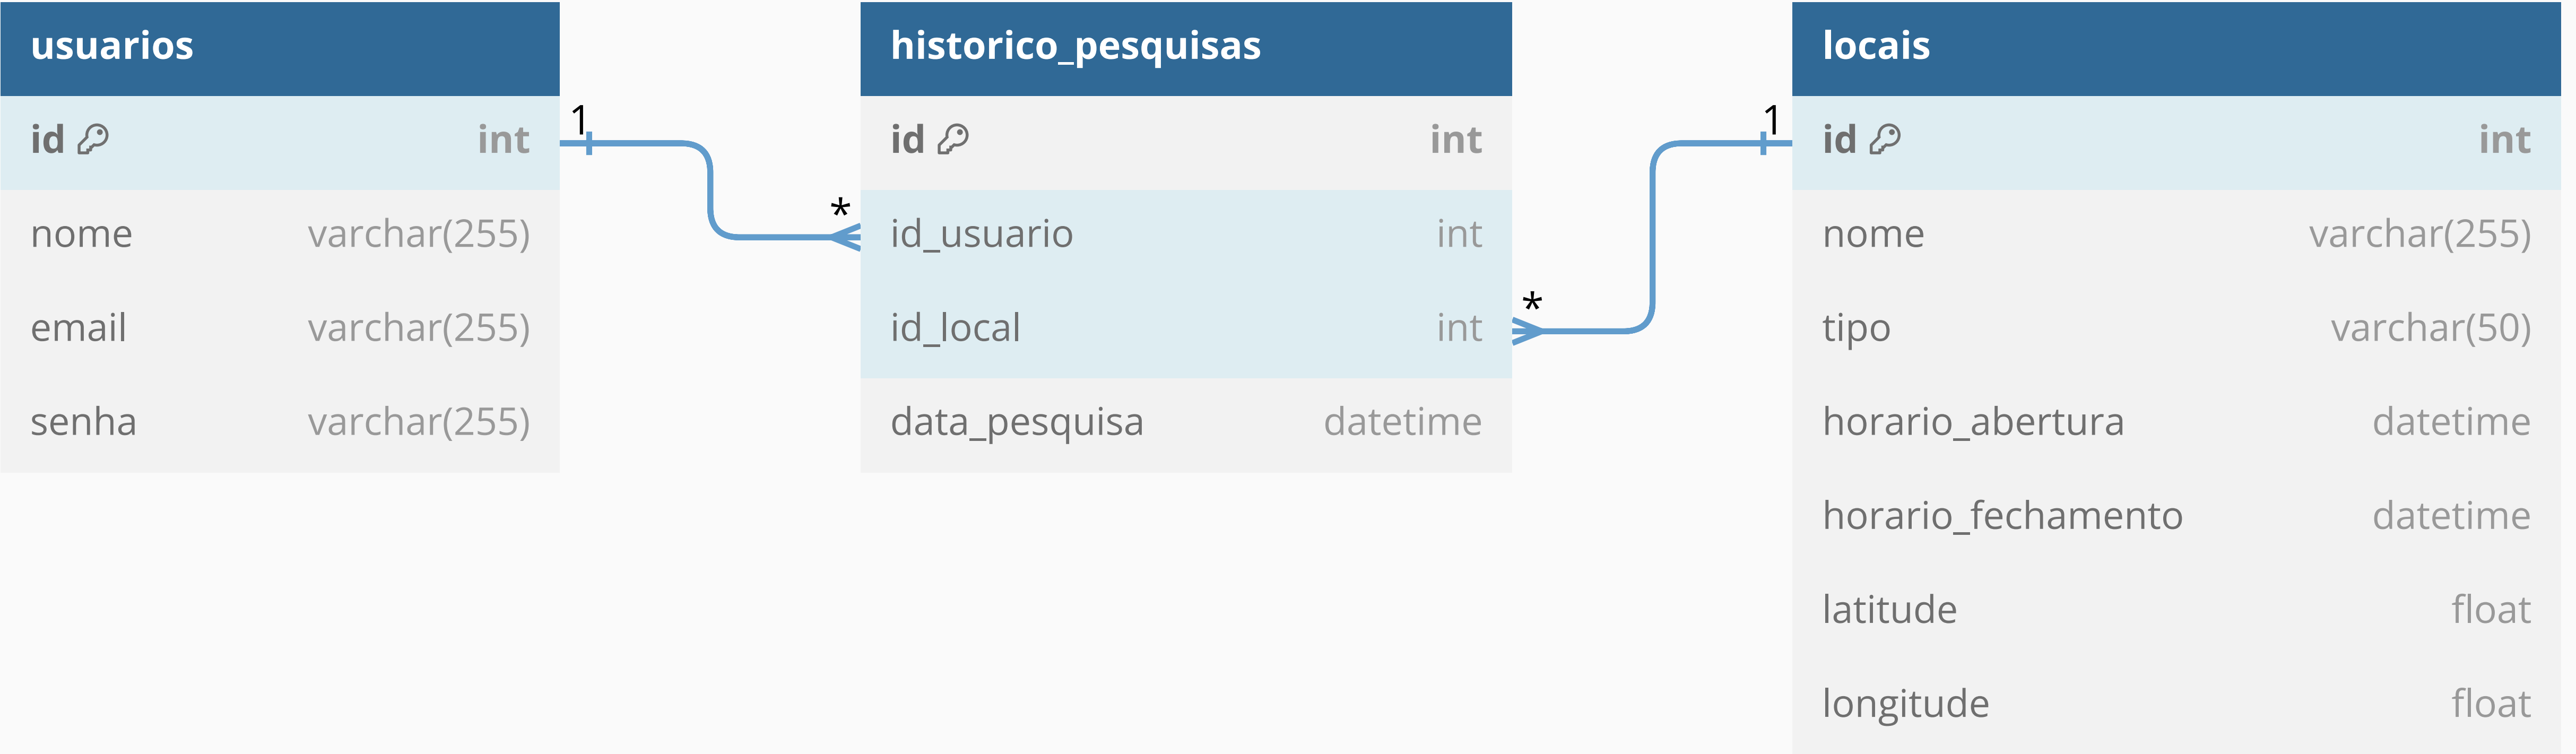 usuarios
id int
nome varchar(255)
email varchar(255)
senha varchar(255)
1
*
historico_pesquisas
id int
id_usuario int
id_local int
data_pesquisa datetime
*
1
locais
id int
nome varchar(255)
tipo varchar(50)
horario_abertura datetime
horario_fechamento datetime
latitude float
longitude float